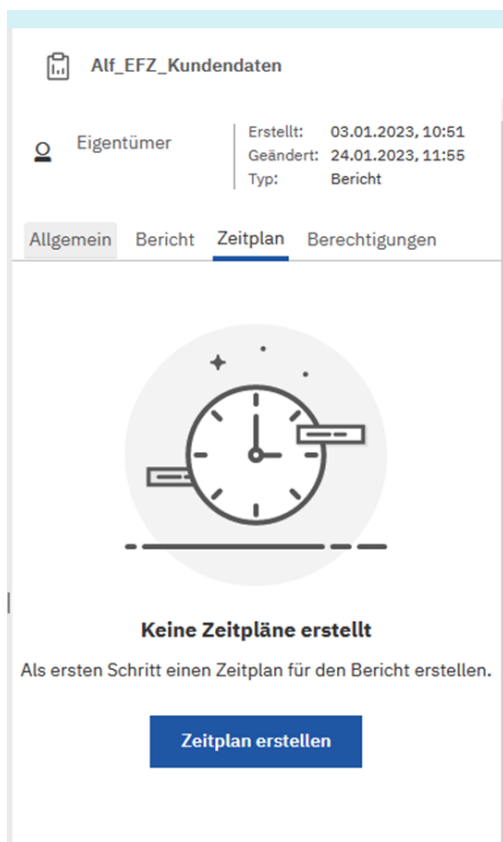 Alf_EFZ_Kundendaten
Eigentümer
Erstellt: 03.01.2023, 10:51
Geändert: 24.01.2023, 11:55
Typ: Bericht
Allgemein Bericht Zeitplan Berechtigungen
Keine Zeitpläne erstellt
Als ersten Schritt einen Zeitplan für den Bericht erstellen.
Zeitplan erstellen